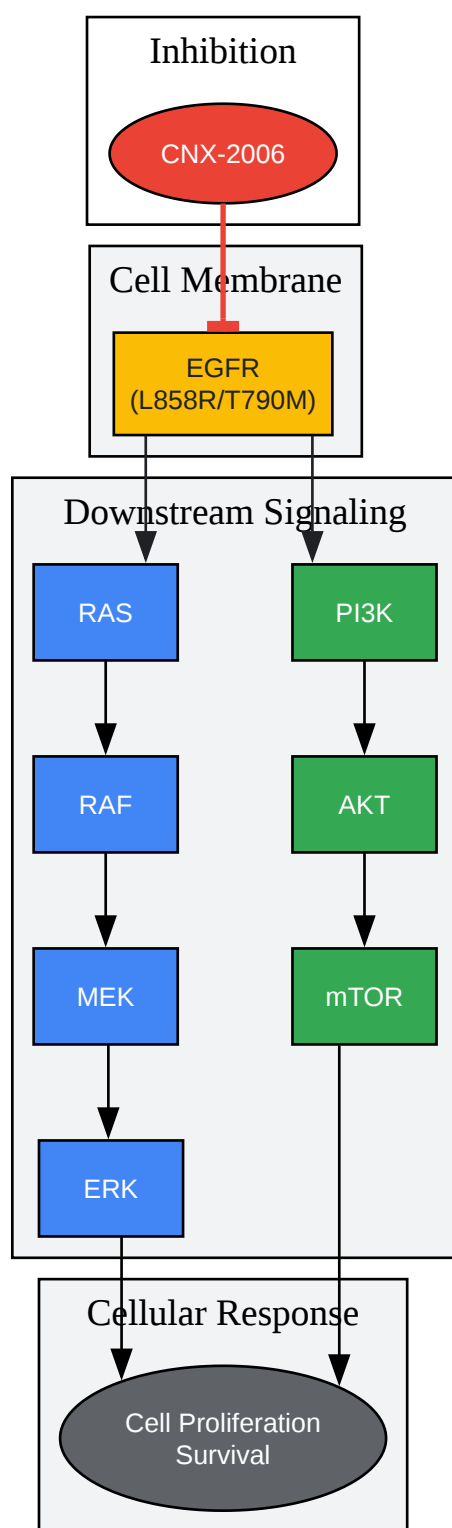 Inhibition
CNX-2006
Cell Membrane
EGFR
(L858R/T790M)
Downstream Signaling
RAS
PI3K
RAF
AKT
MEK
mTOR
ERK
Cellular Response
Cell Proliferation
Survival